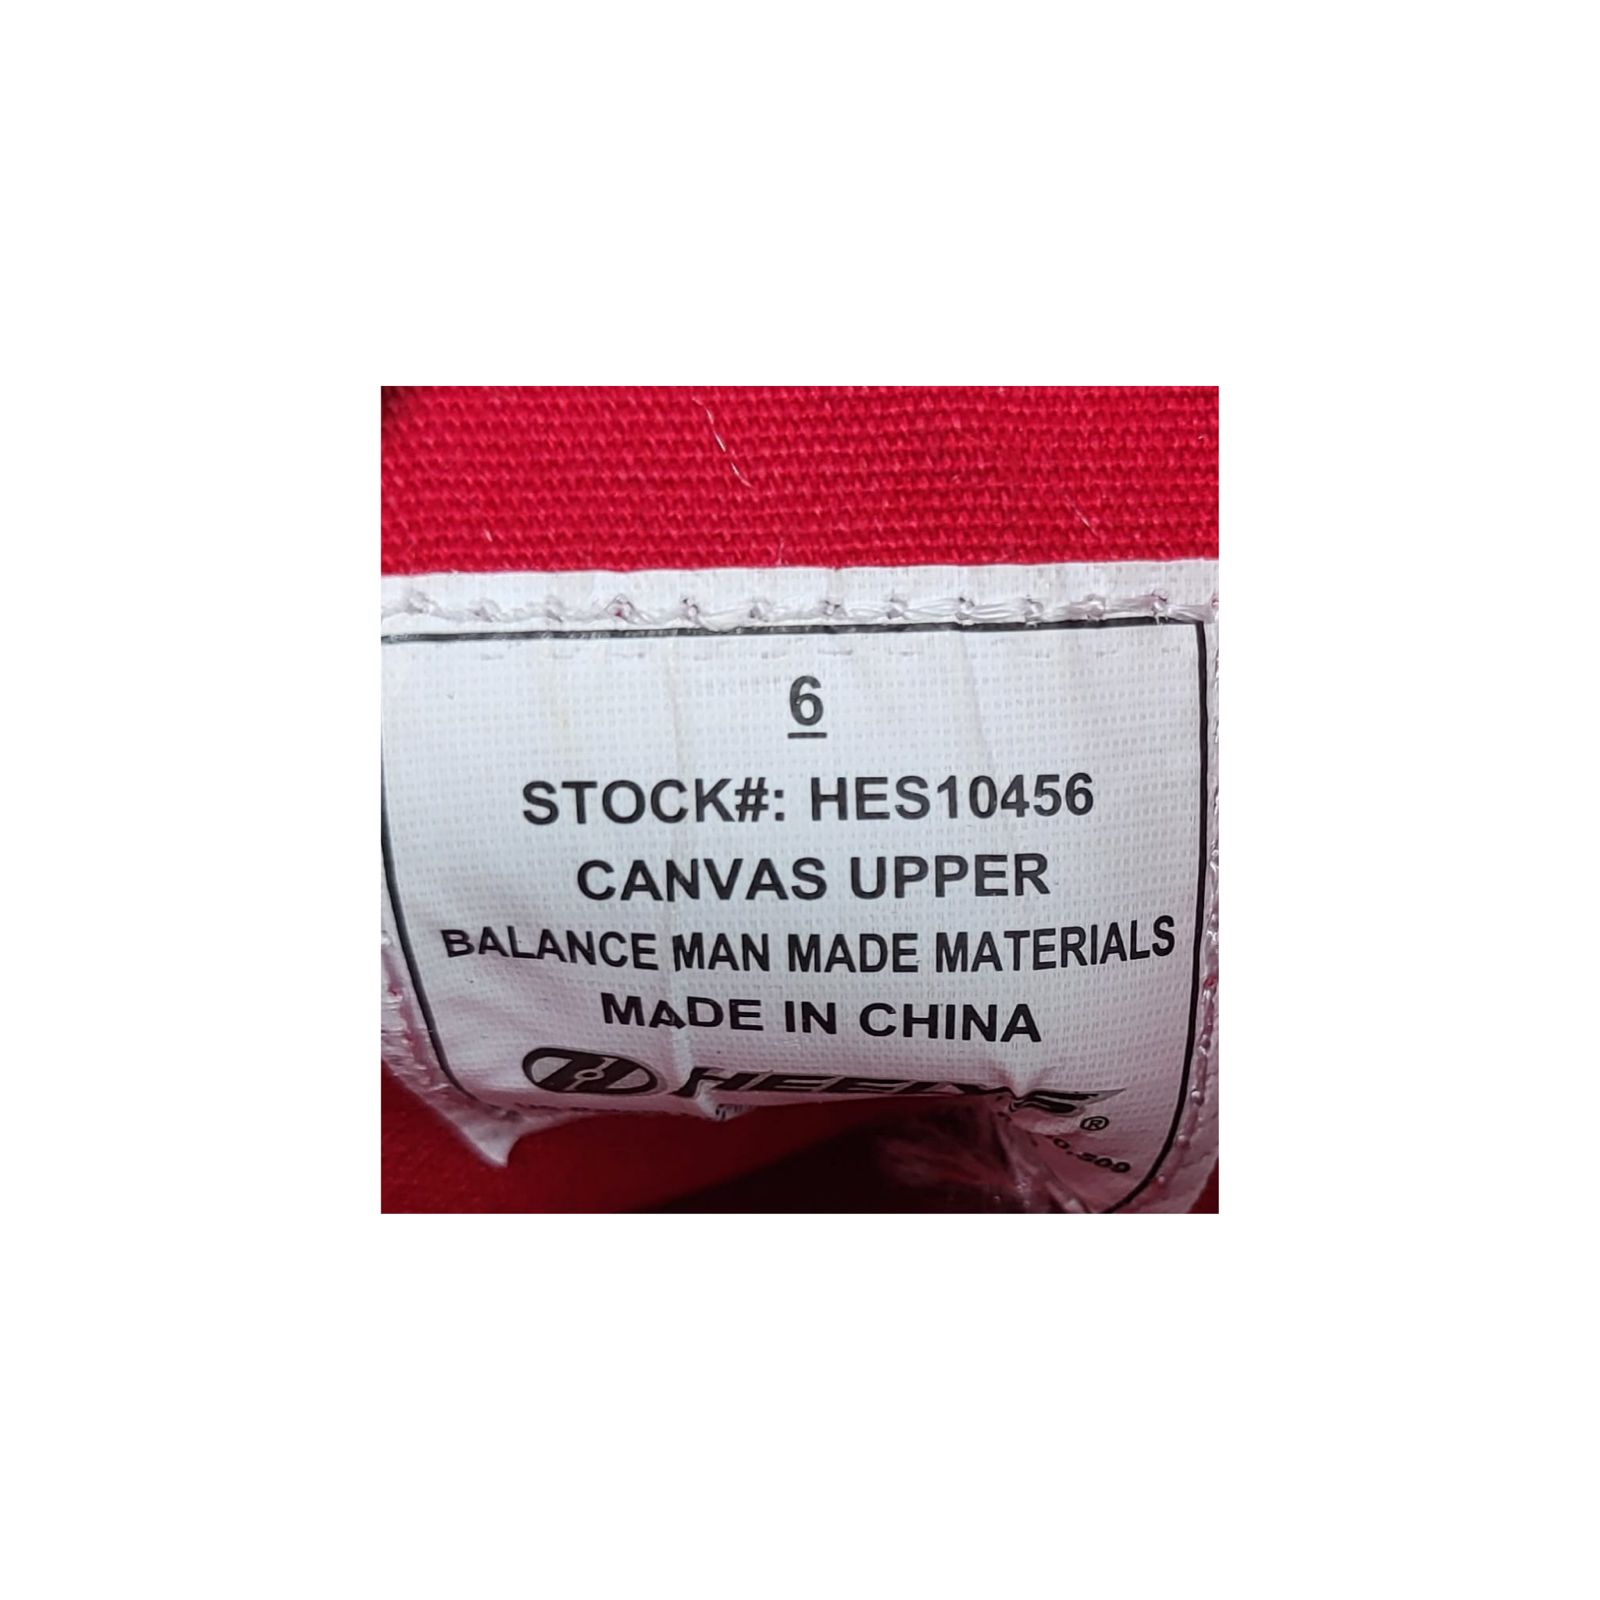 6
STOCK#: HES10456
CANVAS UPPER
BALANCE MAN MADE MATERIALS
MADE IN CHINA
HEELYS®